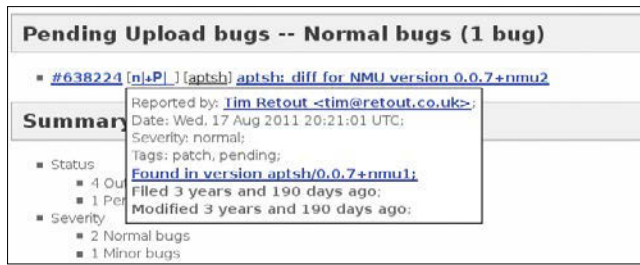 Pending Upload bugs -- Normal bugs (1 bug)
#638224 [n|+P| ] [aptsh] aptsh: diff for NMU version 0.0.7+nmu2
Reported by: Tim Retout <tim@retout.co.uk>;
Date: Wed, 17 Aug 2011 20:21:01 UTC;
Severity: normal;
Tags: patch, pending;
Found in version aptsh/0.0.7+nmu1;
Filed 3 years and 190 days ago;
Modified 3 years and 190 days ago;
Summary
Status
4 Ou
1 Per
Severity
2 Normal bugs
1 Minor bugs